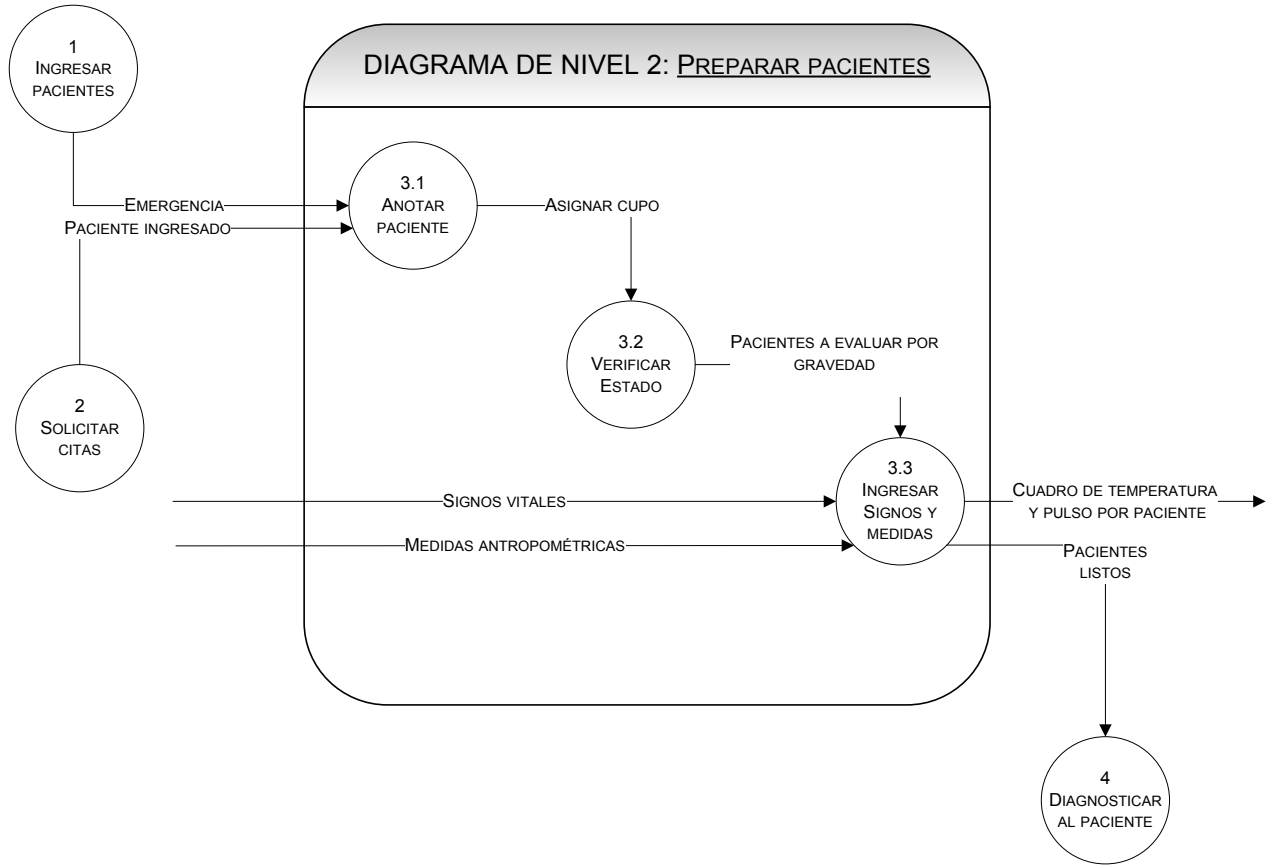 1
INGRESAR
PACIENTES
DIAGRAMA DE NIVEL 2: PREPARAR PACIENTES
3.1
ANOTAR
PACIENTE
EMERGENCIA
PACIENTE INGRESADO
ASIGNAR CUPO
3.2
VERIFICAR
ESTADO
PACIENTES A EVALUAR POR
GRAVEDAD
2
SOLICITAR
CITAS
3.3
INGRESAR
SIGNOS Y
MEDIDAS
SIGNOS VITALES
MEDIDAS ANTROPOMÉTRICAS
CUADRO DE TEMPERATURA
Y PULSO POR PACIENTE
PACIENTES
LISTOS
4
DIAGNOSTICAR
AL PACIENTE